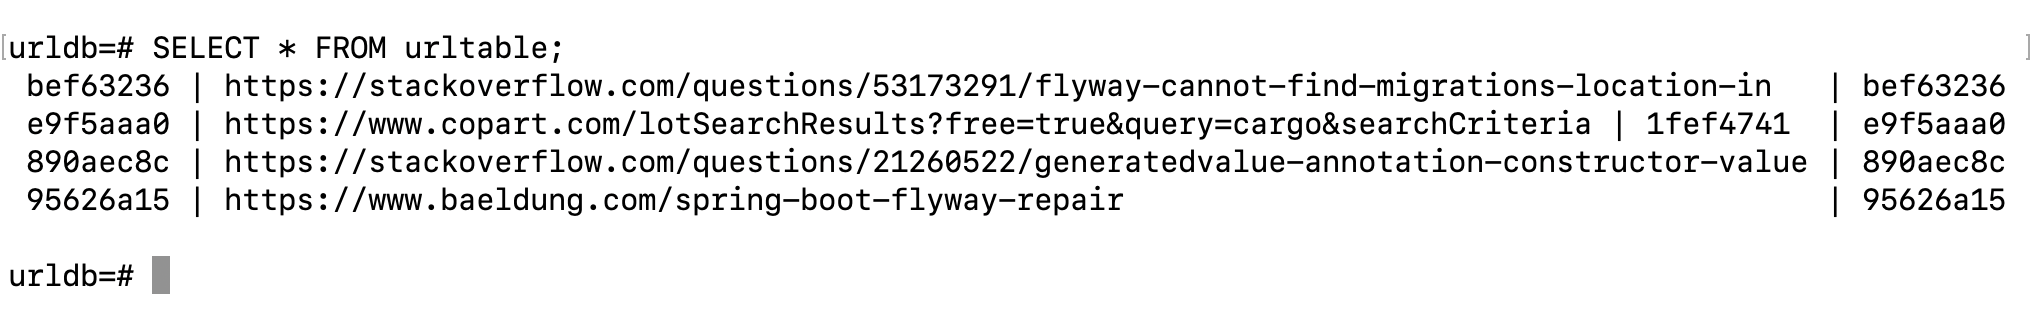 urldb=# SELECT * FROM urltable;
bef63236 | https://stackoverflow.com/questions/53173291/flyway-cannot-find-migrations-location-in | bef63236
e9f5aaa0 | https://www.copart.com/lotSearchResults?free=true&query=cargo&searchCriteria | 1fef4741 | e9f5aaa0
890aec8c | https://stackoverflow.com/questions/21260522/generatedvalue-annotation-constructor-value | 890aec8c
95626a15 | https://www.baeldung.com/spring-boot-flyway-repair | 95626a15
urldb=#